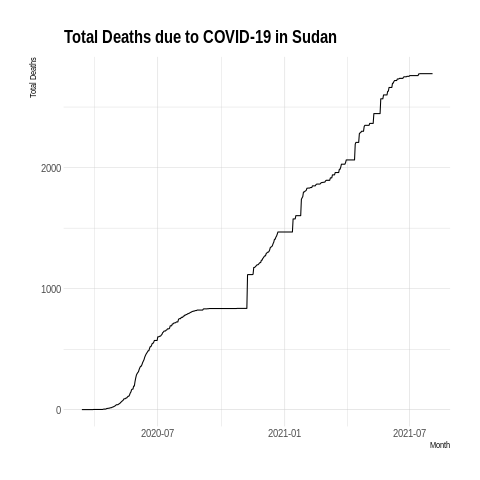 Total Deaths due to COVID-19 in Sudan
Total Deaths
2000
1000
0
2020-07
2021-01
2021-07
Month